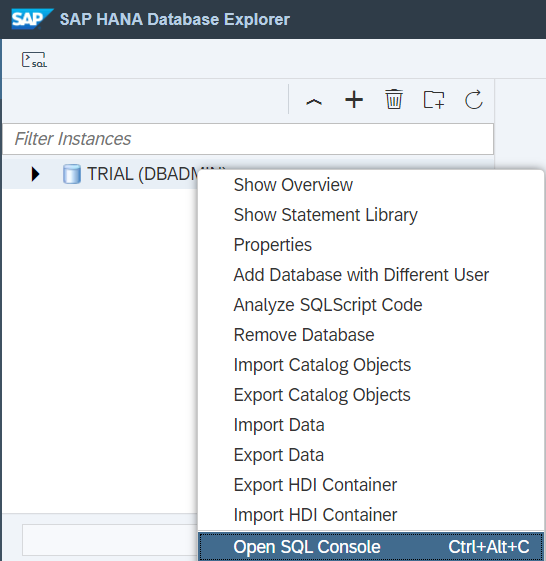 SAP SAP HANA Database Explorer
SQL
Filter Instances
TRIAL (DBADMIN)
Show Overview
Show Statement Library
Properties
Add Database with Different User
Analyze SQLScript Code
Remove Database
Import Catalog Objects
Export Catalog Objects
Import Data
Export Data
Export HDI Container
Import HDI Container
Open SQL Console Ctrl+Alt+C